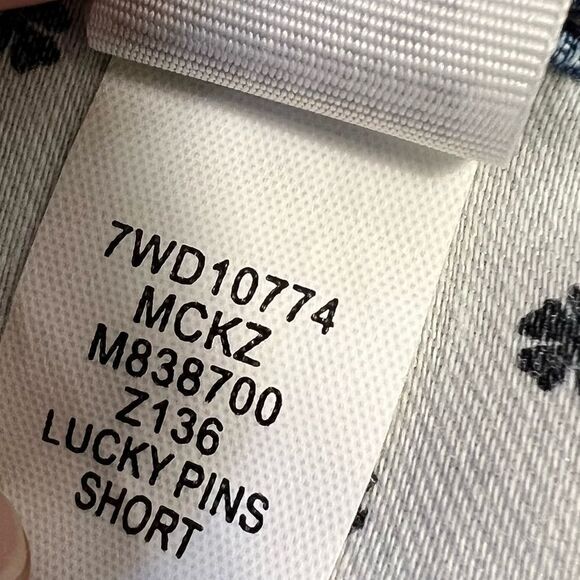 7WD10774
MCKZ
M838700
Z136
LUCKY PINS
SHORT